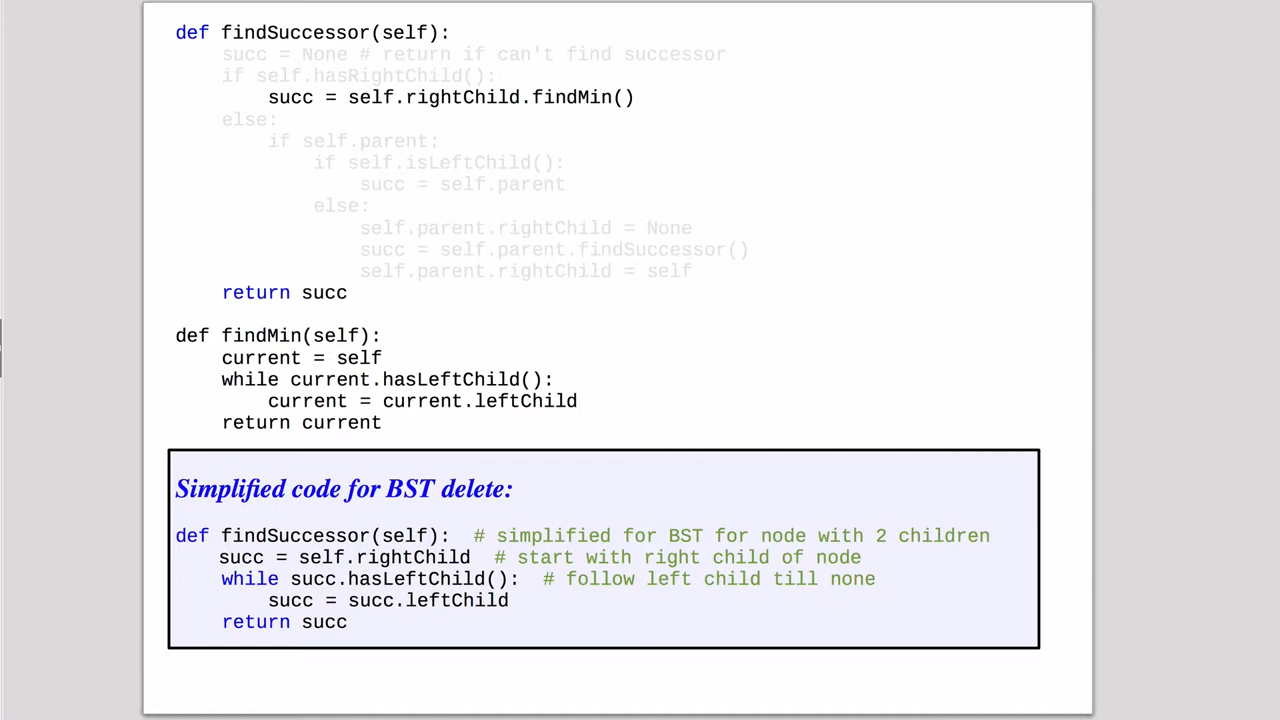 def findSuccessor(self):
    succ = None # return if can't find successor
    if self.hasRightChild():
        succ = self.rightChild.findMin()
    else:
        if self.parent:
            if self.isLeftChild():
                succ = self.parent
            else:
                self.parent.rightChild = None
                succ = self.parent.findSuccessor()
                self.parent.rightChild = self
    return succ
def findMin(self):
    current = self
    while current.hasLeftChild():
        current = current.leftChild
    return current
Simplified code for BST delete:
def findSuccessor(self):  # simplified for BST for node with 2 children
    succ = self.rightChild  # start with right child of node
    while succ.hasLeftChild():  # follow left child till none
        succ = succ.leftChild
    return succ